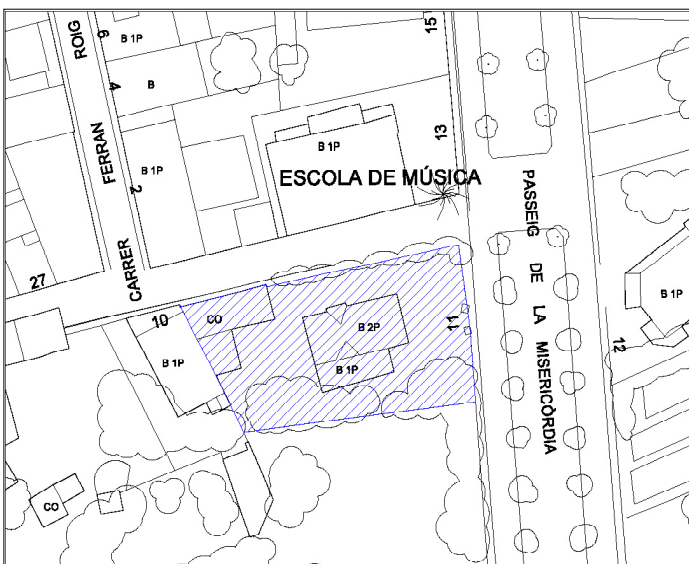 ROIG
FERRAN
CARRER
6
4
2
B 1P
B
B 1P
15
13
B 1P
ESCOLA DE MÚSICA
PASSEIG DE LA MISERICÒRDIA
27
10
CO
B 1P
B 2P
B 1P
11
12
B 1P
CO